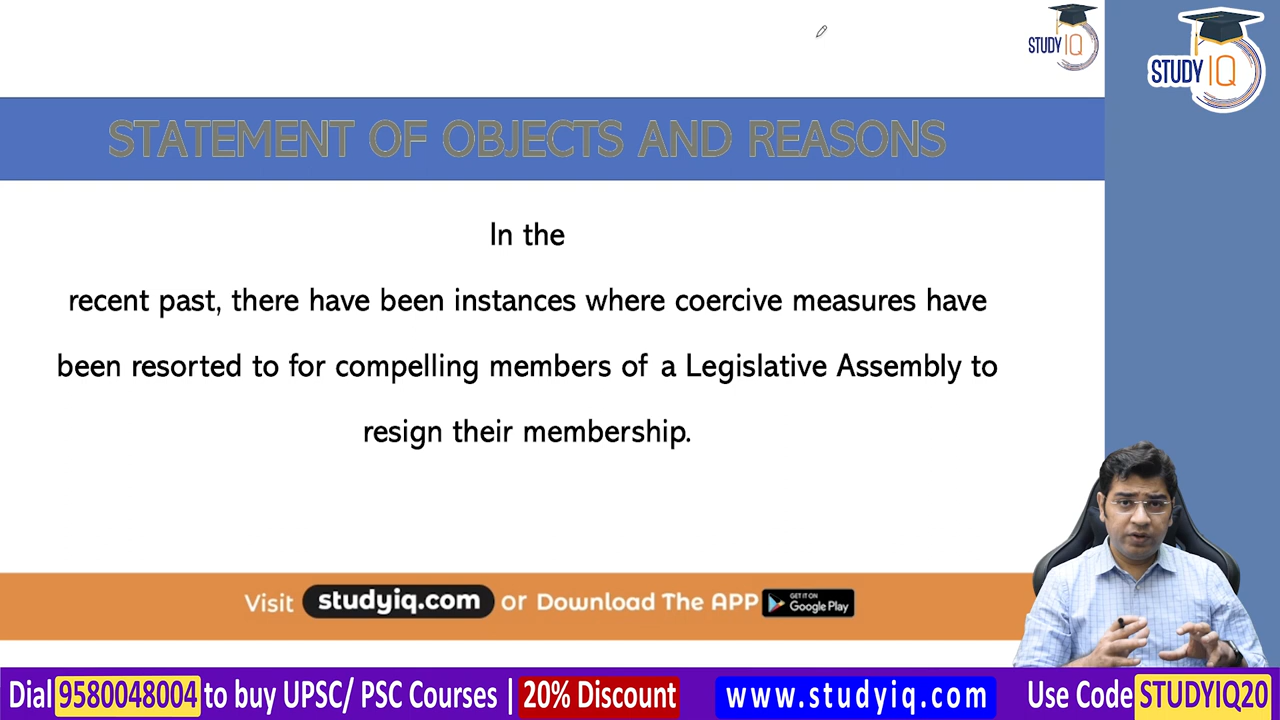 STUDY IQ
STUDY IQ
STATEMENT OF OBJECTS AND REASONS
In the
recent past, there have been instances where coercive measures have
been resorted to for compelling members of a Legislative Assembly to
resign their membership.
Visit studyiq.com or Download The APP GET IT ON Google Play
Dial 9580048004 to buy UPSC/ PSC Courses | 20% Discount www.studyiq.com Use Code STUDYIQ20